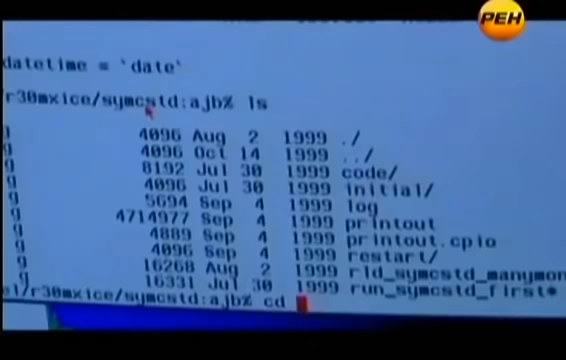 РЕН
datetime = `date`
/r30mxice/symcstd:ajb% ls
g 4096 Aug 2 1999 ./
g 4096 Oct 14 1999 ../
g 8192 Jul 30 1999 code/
g 4096 Jul 30 1999 initial/
g 5694 Sep 4 1999 log
g 4714977 Sep 4 1999 printout
g 4889 Sep 4 1999 printout.cpio
g 4096 Sep 4 1999 restart/
g 16268 Aug 2 1999 r1d_symcstd_manymon
g 16331 Jul 30 1999 run_symcstd_first*
el/r30mxice/symcstd:ajb% cd